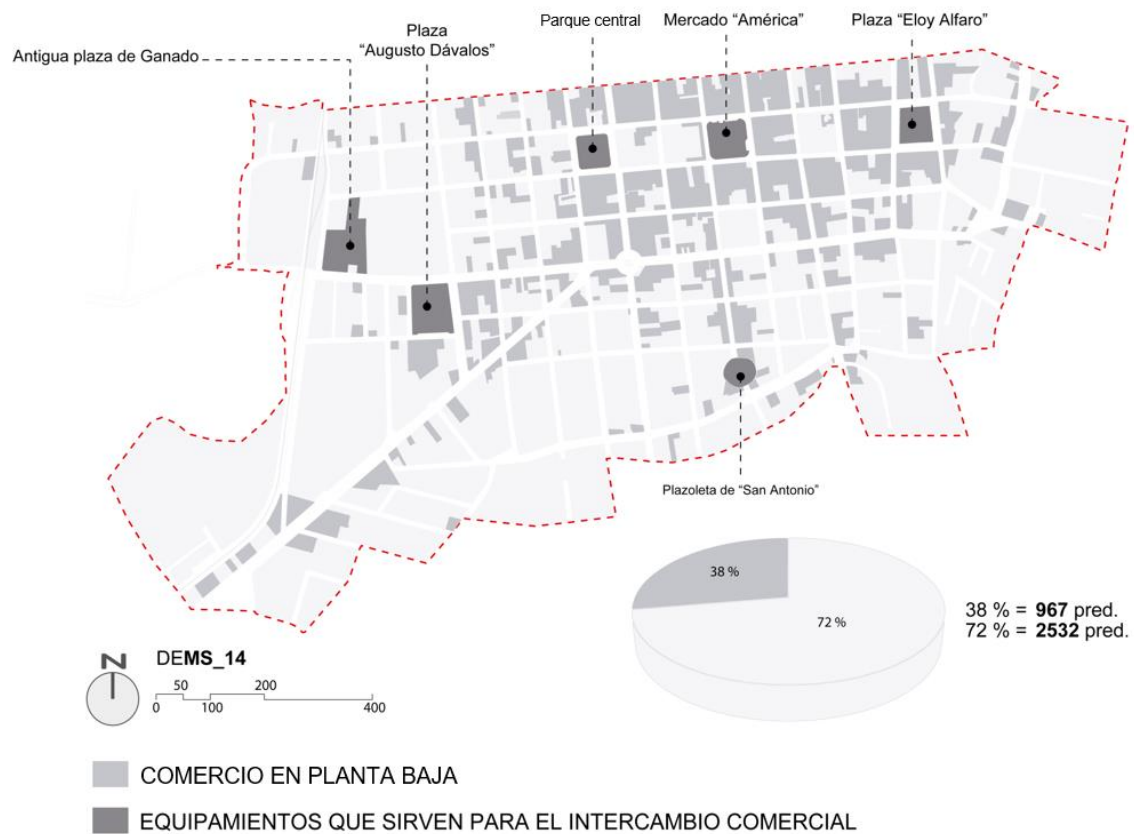 Antigua plaza de Ganado
Plaza
“Augusto Dávalos”
Parque central
Mercado “América”
Plaza “Eloy Alfaro”
Plazoleta de “San Antonio”
38 %
72 %
38 % = 967 pred.
72 % = 2532 pred.
N
DEMS_14
50
200
0
100
400
COMERCIO EN PLANTA BAJA
EQUIPAMIENTOS QUE SIRVEN PARA EL INTERCAMBIO COMERCIAL